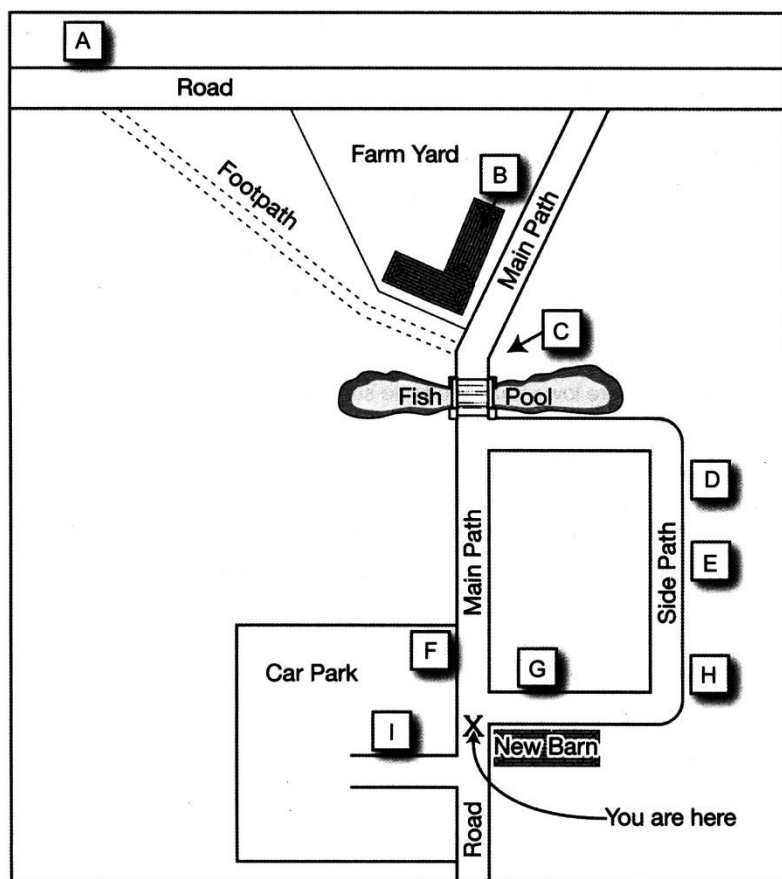 A
Road
Farm Yard
B
Footpath
Main Path
C
Fish
Pool
D
Main Path
E
Side Path
F
G
H
Car Park
I
X
New Barn
You are here
Road